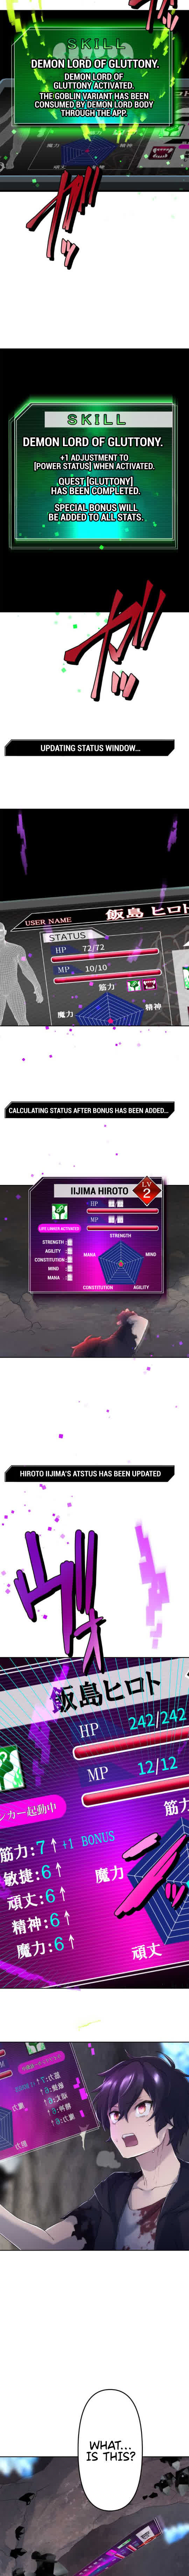 SKILL
DEMON LORD OF GLUTTONY.
DEMON LORD OF
GLUTTONY ACTIVATED.
THE GOBLIN VARIANT HAS BEEN
CONSUMED BY DEMON LORD BODY
THROUGH THE APP.
SKILL
DEMON LORD OF GLUTTONY.
+1 ADJUSTMENT TO
[POWER STATUS] WHEN ACTIVATED.
QUEST [GLUTTONY]
HAS BEEN COMPLETED.
SPECIAL BONUS WILL
BE ADDED TO ALL STATS.
UPDATING STATUS WINDOW...
USER NAME
飯島 ヒロト
STATUS
HP 72/72
MP 10/10
筋力
魔力
精神
CALCULATING STATUS AFTER BONUS HAS BEEN ADDED...
IIJIMA HIROTO
LV
2
HP
MP
LIFE LINKER ACTIVATED
STRENGTH :
AGILITY :
CONSTITUTION :
MIND :
MANA :
STRENGTH
MANA
MIND
CONSTITUTION
AGILITY
HIROTO IIJIMA'S ATSTUS HAS BEEN UPDATED
飯島ヒロト
HP 242/242
MP 12/12
ンカー起動中
筋力:7↑+1 BONUS
敏捷:6↑
頑丈:6↑
精神:6↑
魔力:6↑
筋力
魔力
頑丈
WHAT...
IS THIS?